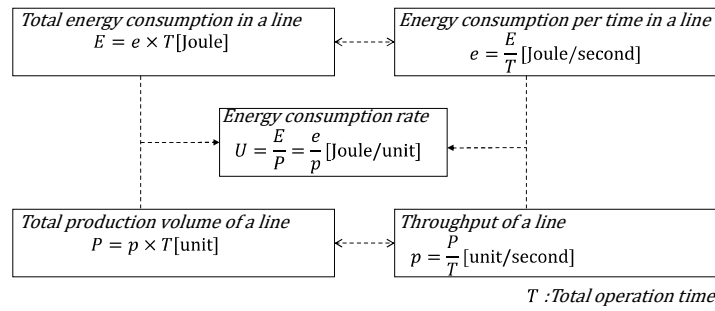 Total energy consumption in a line
E = e × T[Joule]
Energy consumption per time in a line
e = E/T [Joule/second]
Energy consumption rate
U = E/P = e/p [Joule/unit]
Total production volume of a line
P = p × T[unit]
Throughput of a line
p = P/T [unit/second]
T :Total operation time